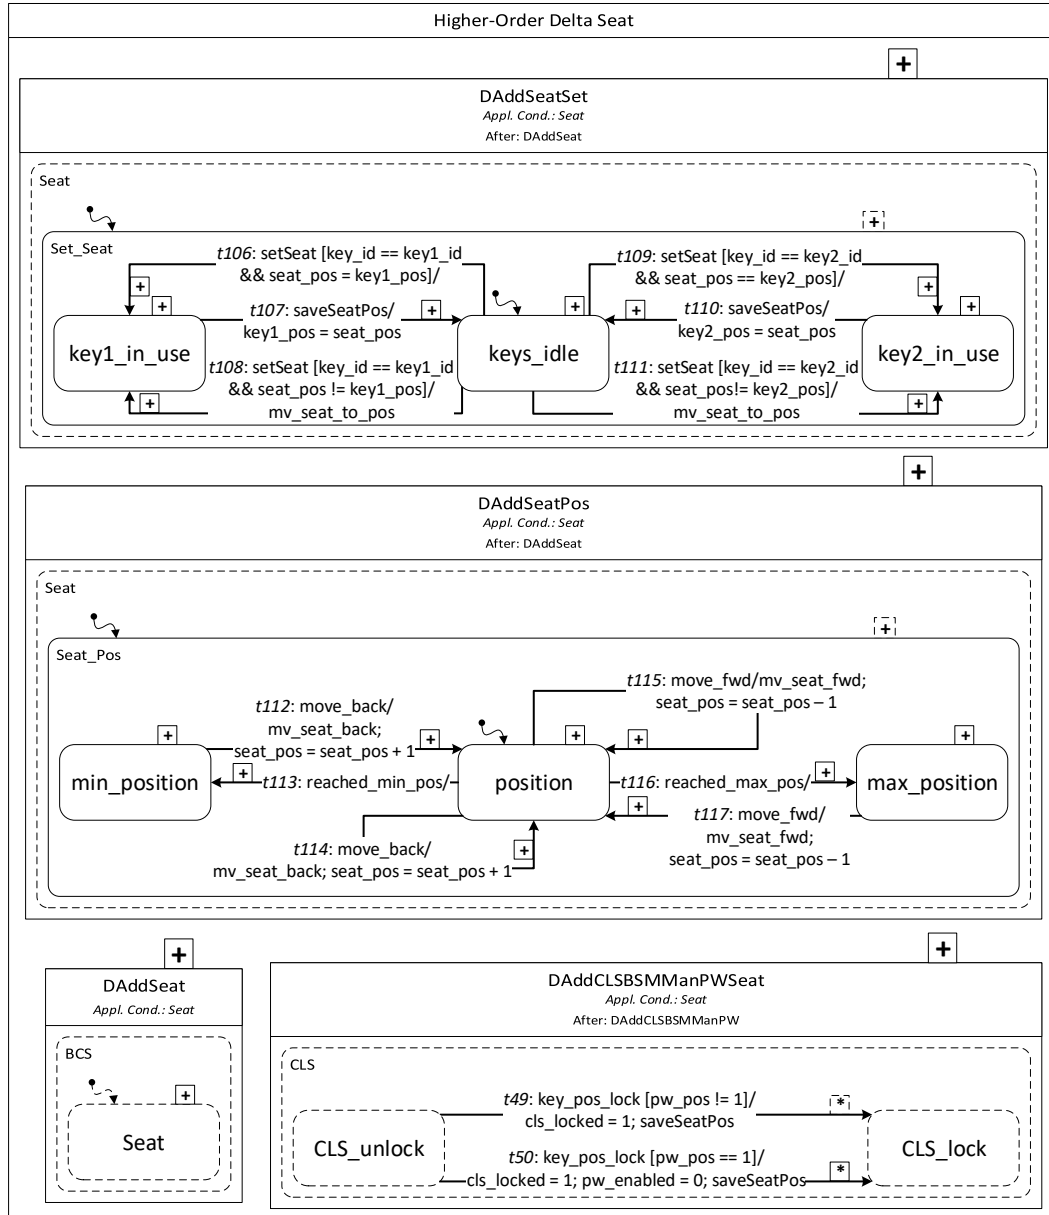 Higher-Order Delta Seat
+
DAddSeatSet
Appl. Cond.: Seat
After: DAddSeat
Seat
+
Set_Seat
t106: setSeat [key_id == key1_id
&& seat_pos = key1_pos]/
t109: setSeat [key_id == key2_id
&& seat_pos == key2_pos]/
+
+
+
+
+
+
t107: saveSeatPos/
key1_pos = seat_pos
+
+
t110: saveSeatPos/
key2_pos = seat_pos
key1_in_use
keys_idle
key2_in_use
t108: setSeat [key_id == key1_id
&& seat_pos != key1_pos]/
mv_seat_to_pos
t111: setSeat [key_id == key2_id
&& seat_pos!= key2_pos]/
mv_seat_to_pos
+
+
+
DAddSeatPos
Appl. Cond.: Seat
After: DAddSeat
Seat
+
Seat_Pos
t115: move_fwd/mv_seat_fwd;
seat_pos = seat_pos – 1
t112: move_back/
mv_seat_back;
seat_pos = seat_pos + 1
+
+
+
+
+
min_position
position
max_position
+
t113: reached_min_pos/
t116: reached_max_pos/
+
+
t117: move_fwd/
mv_seat_fwd;
seat_pos = seat_pos – 1
t114: move_back/
mv_seat_back; seat_pos = seat_pos + 1
+
+
DAddSeat
Appl. Cond.: Seat
BCS
+
Seat
+
DAddCLSBSMManPWSeat
Appl. Cond.: Seat
After: DAddCLSBSMManPW
CLS
t49: key_pos_lock [pw_pos != 1]/
cls_locked = 1; saveSeatPos
*
CLS_unlock
CLS_lock
t50: key_pos_lock [pw_pos == 1]/
cls_locked = 1; pw_enabled = 0; saveSeatPos
*